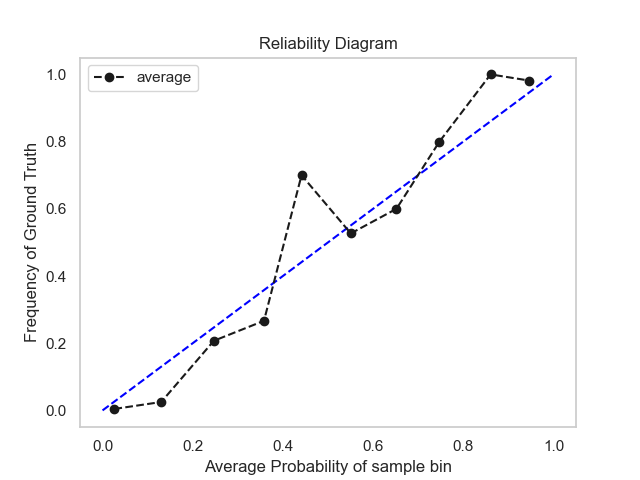 Reliability Diagram
average
Frequency of Ground Truth
1.0
0.8
0.6
0.4
0.2
0.0
0.0 0.2 0.4 0.6 0.8 1.0
Average Probability of sample bin